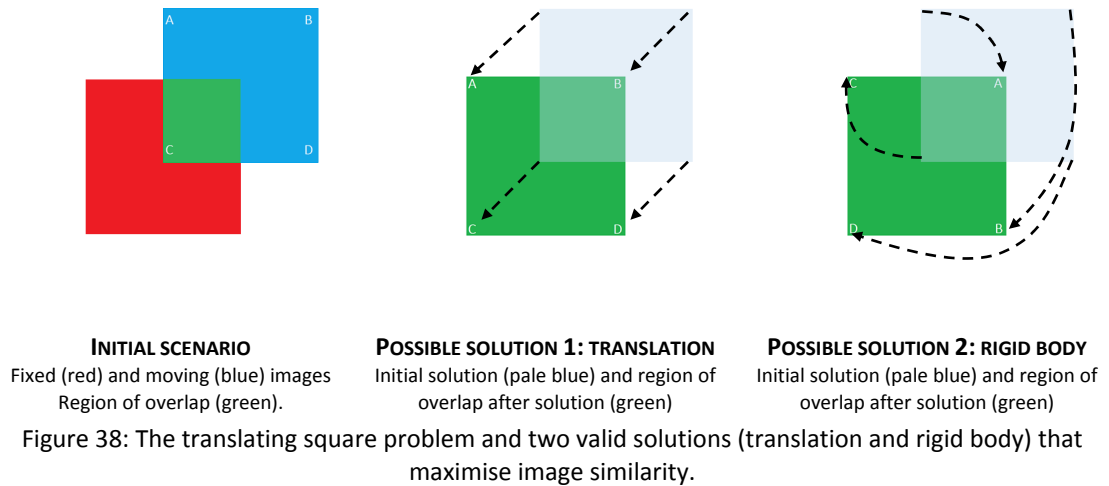 A B
C D
A B
C D
C A
D B
INITIAL SCENARIO
Fixed (red) and moving (blue) images
Region of overlap (green).
POSSIBLE SOLUTION 1: TRANSLATION
Initial solution (pale blue) and region of
overlap after solution (green)
POSSIBLE SOLUTION 2: RIGID BODY
Initial solution (pale blue) and region of
overlap after solution (green)
Figure 38: The translating square problem and two valid solutions (translation and rigid body) that
maximise image similarity.